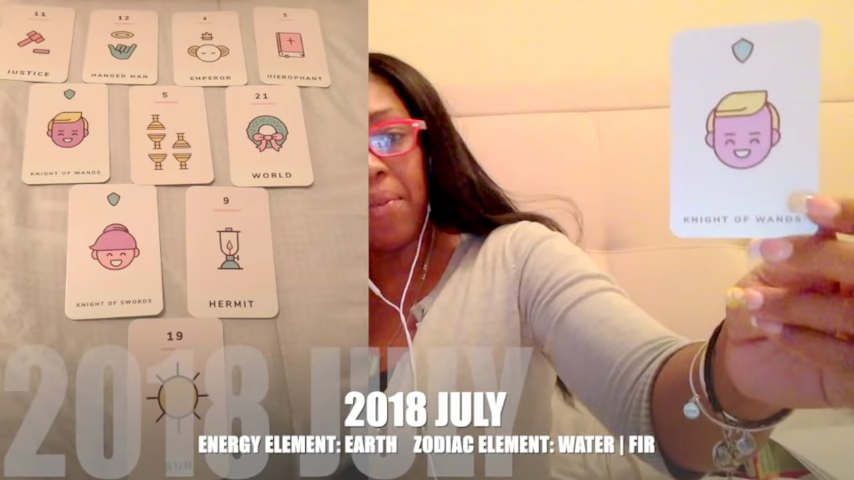 11
JUSTICE
12
HANGED MAN
4
EMPEROR
5
HIEROPHANT
KNIGHT OF WANDS
5
21
WORLD
KNIGHT OF SWORDS
9
HERMIT
19
SUN
KNIGHT OF WANDS
2018 JULY
2018 JULY
ENERGY ELEMENT: EARTH ZODIAC ELEMENT: WATER | FIR